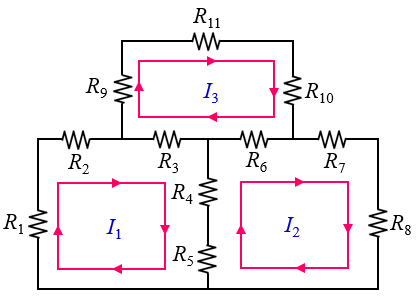 R₁₁
R₉ I₃ R₁₀
R₂ R₃ R₆ R₇
R₄
R₁ I₁ I₂ R₈
R₅